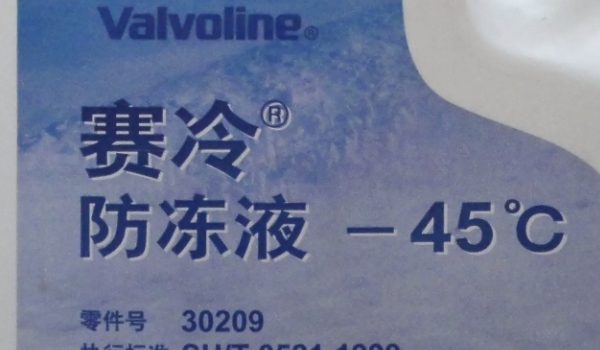 Valvoline®
赛冷®
防冻液 -45℃
零件号 30209